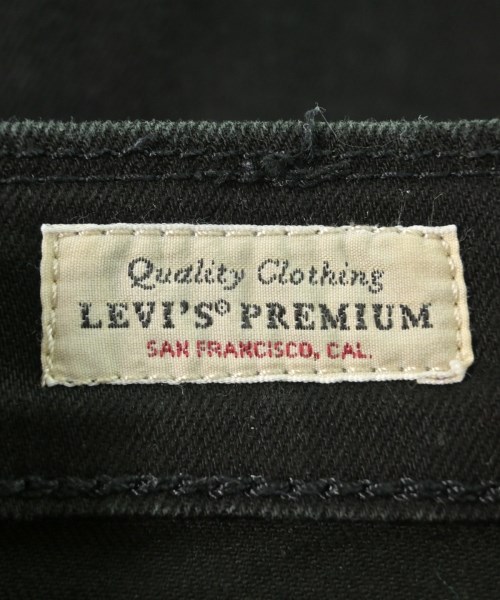 Quality Clothing
LEVI'S® PREMIUM
SAN FRANCISCO, CAL.